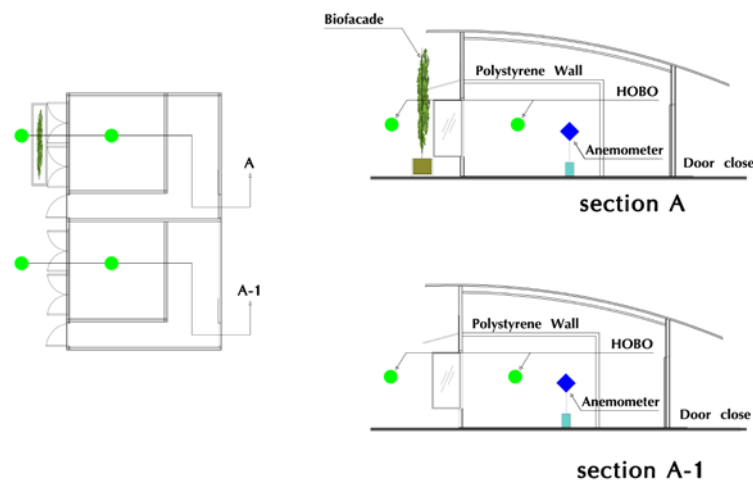 Biofacade
Polystyrene Wall
HOBO
Anemometer
Door close
section A
A
A-1
Polystyrene Wall
HOBO
Anemometer
Door close
section A-1